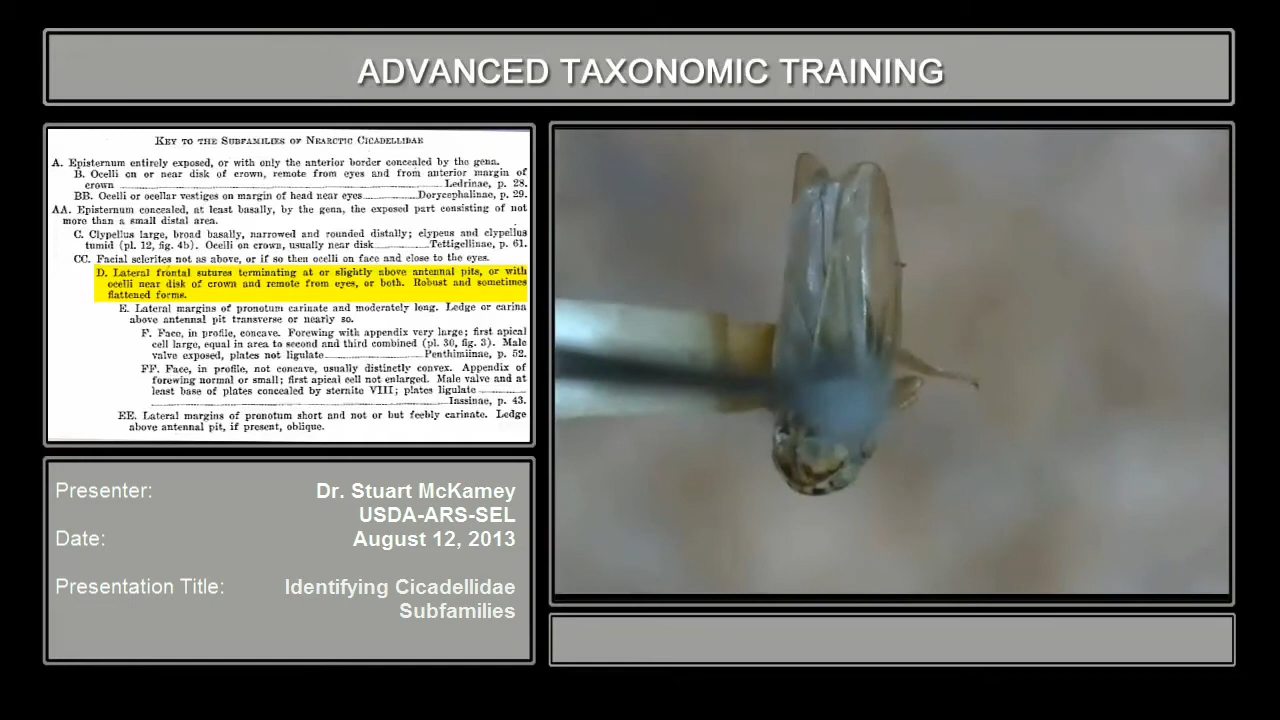 ADVANCED TAXONOMIC TRAINING
KEY TO THE SUBFAMILIES OF NEARCTIC CICADELLIDAE
A. Episternum entirely exposed, or with only the anterior border concealed by the gena.
B. Ocelli on or near disk of crown, remote from eyes and from anterior margin of
crown ______ Ledrinae, p. 28.
BB. Ocelli or ocellar vestiges on margin of head near eyes______Dorycephalinae, p. 29.
AA. Episternum concealed, at least basally, by the gena, the exposed part consisting of not
more than a small distal area.
C. Clypellus large, broad basally, narrowed and rounded distally; clypeus and clypellus
tumid (pl. 12, fig. 4b). Ocelli on crown, usually near disk______Tettigellinae, p. 61.
CC. Facial sclerites not as above, or if so then ocelli on face and close to the eyes.
D. Lateral frontal sutures terminating at or slightly above antennal pits, or with
ocelli near disk of crown and remote from eyes, or both. Robust and sometimes
flattened forms.
E. Lateral margins of pronotum carinate and moderately long. Ledge or carina
above antennal pit transverse or nearly so.
F. Face, in profile, concave. Forewing with appendix very large; first apical
cell large, equal in area to second and third combined (pl. 30, fig. 3). Male
valve exposed, plates not ligulate______Penthimiinae, p. 52.
FF. Face, in profile, not concave, usually distinctly convex. Appendix of
forewing normal or small; first apical cell not enlarged. Male valve and at
least base of plates concealed by sternite VIII; plates ligulate ______
______Iassinae, p. 43.
EE. Lateral margins of pronotum short and not or but feebly carinate. Ledge
above antennal pit, if present, oblique.
Presenter: Dr. Stuart McKamey
USDA-ARS-SEL
Date: August 12, 2013
Presentation Title: Identifying Cicadellidae
Subfamilies